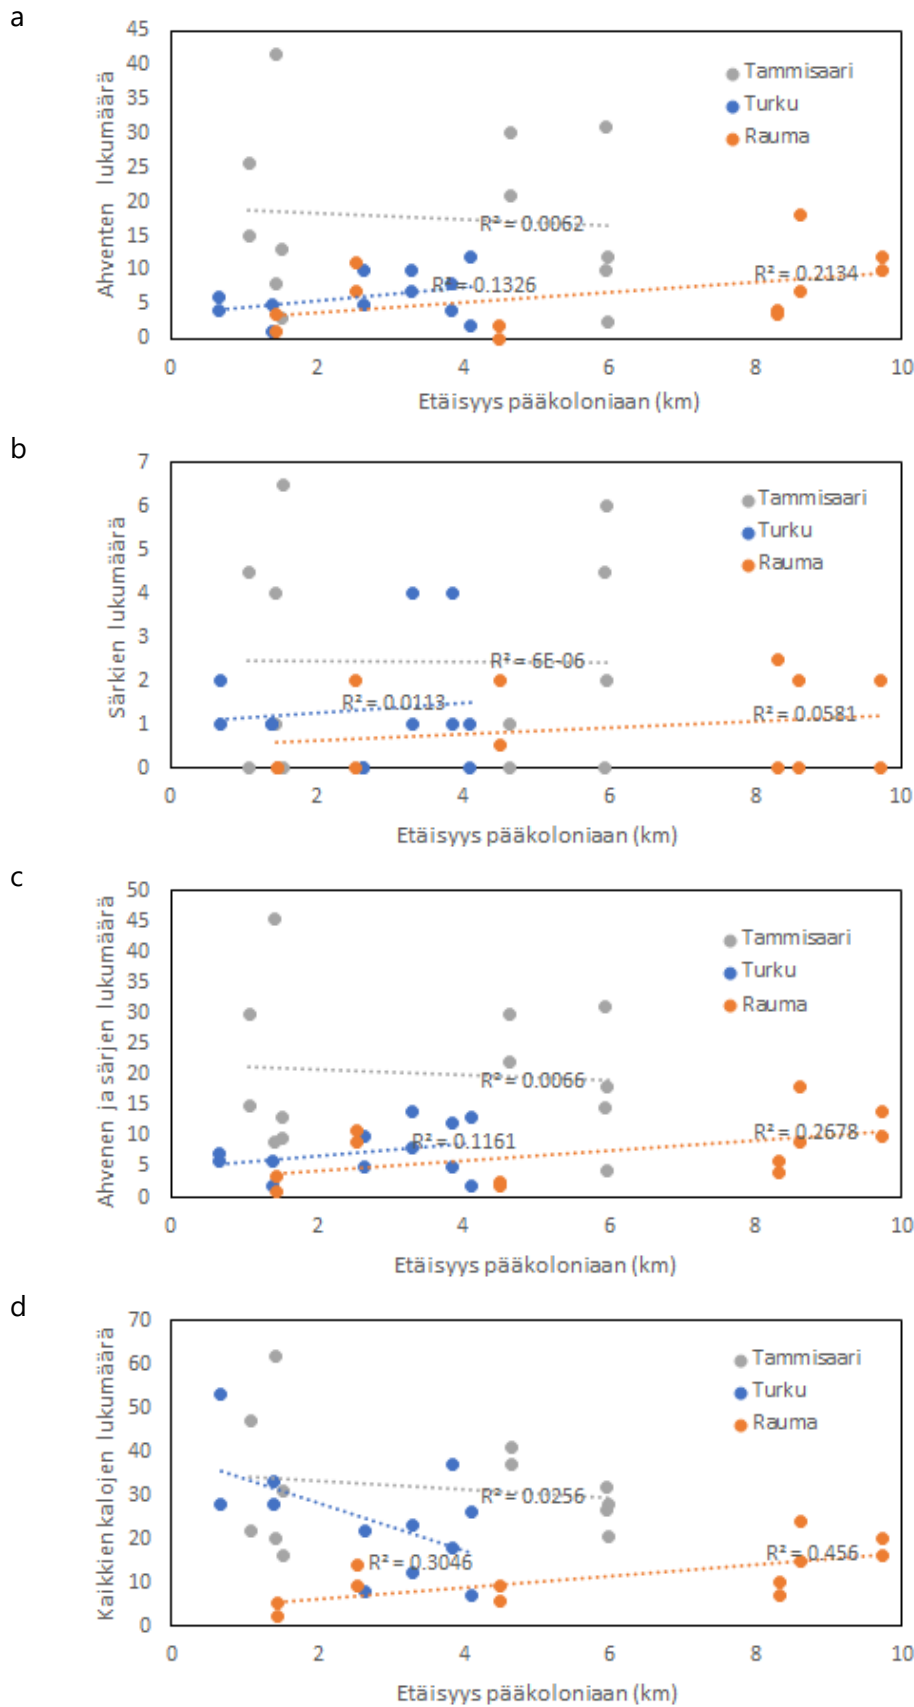 a
Ahventen lukumäärä
45
40
35
30
25
20
15
10
5
0
Tammisaari
Turku
Rauma
R² = 0.0062
R² = 0.1326
R² = 0.2134
0 2 4 6 8 10
Etäisyys pääkoloniaan (km)
b
Särkien lukumäärä
7
6
5
4
3
2
1
0
Tammisaari
Turku
Rauma
R² = 6E-06
R² = 0.0113
R² = 0.0581
0 2 4 6 8 10
Etäisyys pääkoloniaan (km)
c
Ahvenen ja särjen lukumäärä
50
45
40
35
30
25
20
15
10
5
0
Tammisaari
Turku
Rauma
R² = 0.0066
R² = 0.1161
R² = 0.2678
0 2 4 6 8 10
Etäisyys pääkoloniaan (km)
d
Kaikkien kalojen lukumäärä
70
60
50
40
30
20
10
0
Tammisaari
Turku
Rauma
R² = 0.0256
R² = 0.3046
R² = 0.456
0 2 4 6 8 10
Etäisyys pääkoloniaan (km)